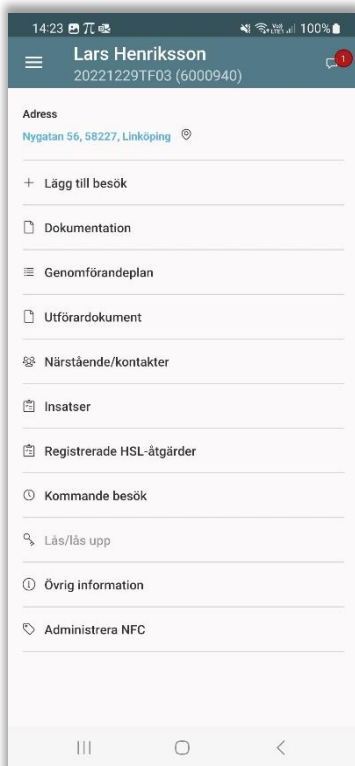 14:23 100%
Lars Henriksson
20221229TF03 (6000940)
1
Adress
Nygatan 56, 58227, Linköping
Lägg till besök
Dokumentation
Genomförandeplan
Utförardokument
Närstående/kontakter
Insatser
Registrerade HSL-åtgärder
Kommande besök
Lås/lås upp
Övrig information
Administrera NFC